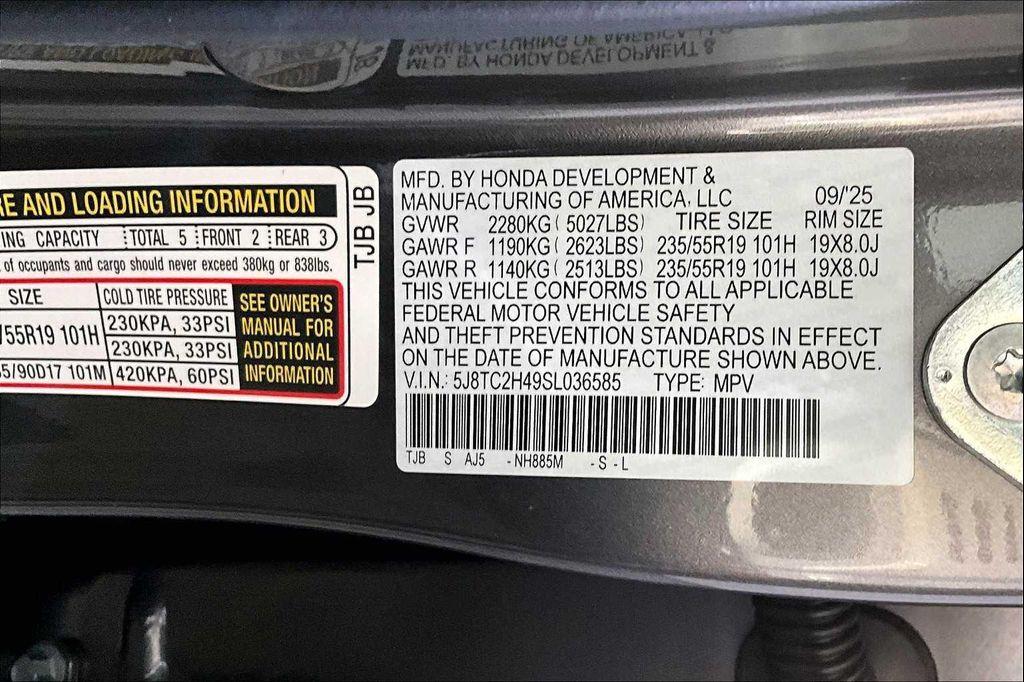 RE AND LOADING INFORMATION
ING CAPACITY TOTAL 5 FRONT 2 REAR 3
of occupants and cargo should never exceed 380kg or 838lbs.
SIZE COLD TIRE PRESSURE SEE OWNER'S
MANUAL FOR
ADDITIONAL
INFORMATION
/55R19 101H 230KPA, 33PSI
230KPA, 33PSI
5/90D17 101M 420KPA, 60PSI
TJB JB
MFD. BY HONDA DEVELOPMENT &
MANUFACTURING OF AMERICA, LLC 09/'25
GVWR 2280KG ( 5027LBS) TIRE SIZE RIM SIZE
GAWR F 1190KG ( 2623LBS) 235/55R19 101H 19X8.0J
GAWR R 1140KG ( 2513LBS) 235/55R19 101H 19X8.0J
THIS VEHICLE CONFORMS TO ALL APPLICABLE
FEDERAL MOTOR VEHICLE SAFETY
AND THEFT PREVENTION STANDARDS IN EFFECT
ON THE DATE OF MANUFACTURE SHOWN ABOVE.
V.I.N.: 5J8TC2H49SL036585 TYPE: MPV
TJB S AJ5 - NH885M - S - L